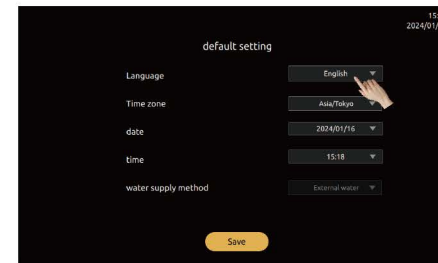 15:
2024/01/
default setting
Language English
Time zone Asia/Tokyo
date 2024/01/16
time 15:18
water supply method External water
Save